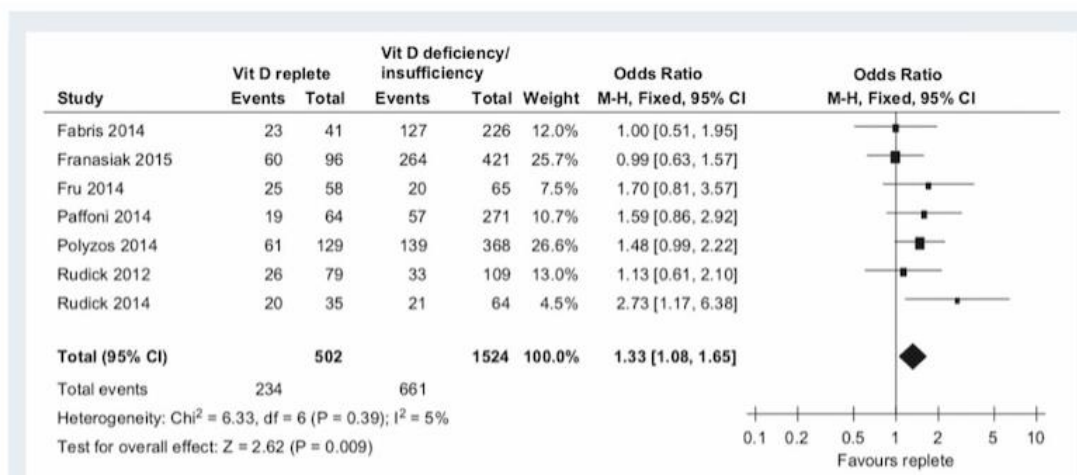 Vit D replete Vit D deficiency/ insufficiency Odds Ratio Odds Ratio
Study Events Total Events Total Weight M-H, Fixed, 95% CI M-H, Fixed, 95% CI
Fabris 2014 23 41 127 226 12.0% 1.00 [0.51, 1.95]
Franasiak 2015 60 96 264 421 25.7% 0.99 [0.63, 1.57]
Fru 2014 25 58 20 65 7.5% 1.70 [0.81, 3.57]
Paffoni 2014 19 64 57 271 10.7% 1.59 [0.86, 2.92]
Polyzos 2014 61 129 139 368 26.6% 1.48 [0.99, 2.22]
Rudick 2012 26 79 33 109 13.0% 1.13 [0.61, 2.10]
Rudick 2014 20 35 21 64 4.5% 2.73 [1.17, 6.38]
Total (95% CI) 502 1524 100.0% 1.33 [1.08, 1.65]
Total events 234 661
Heterogeneity: Chi² = 6.33, df = 6 (P = 0.39); I² = 5%
Test for overall effect: Z = 2.62 (P = 0.009)
0.1 0.2 0.5 1 2 5 10
Favours replete